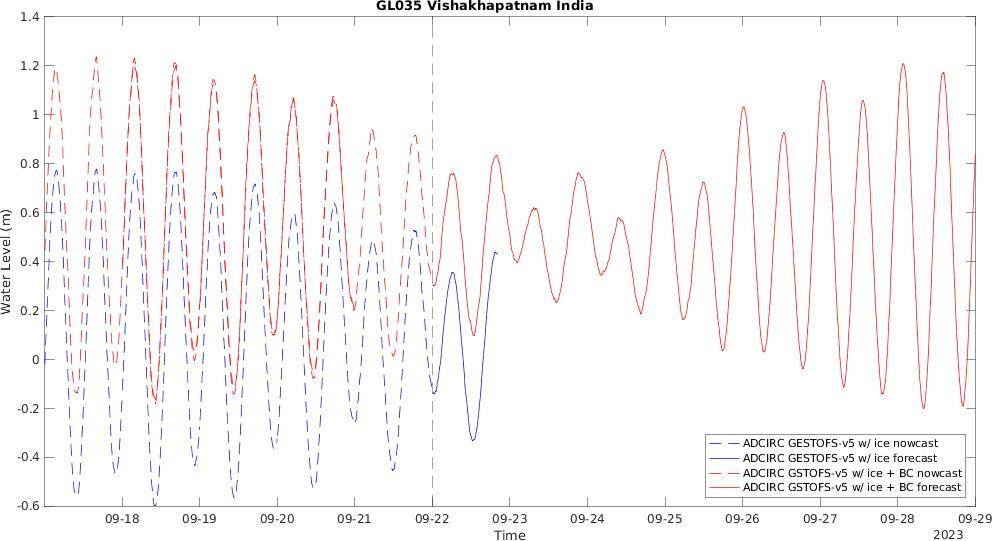 GL035 Vishakhapatnam India
1.4
1.2
1
0.8
0.6
0.4
0.2
0
-0.2
-0.4
-0.6
Water Level (m)
ADCIRC GESTOFS-v5 w/ ice nowcast
ADCIRC GESTOFS-v5 w/ ice forecast
ADCIRC GSTOFS-v5 w/ ice + BC nowcast
ADCIRC GSTOFS-v5 w/ ice + BC forecast
09-18 09-19 09-20 09-21 09-22 09-23 09-24 09-25 09-26 09-27 09-28 09-29
Time
2023